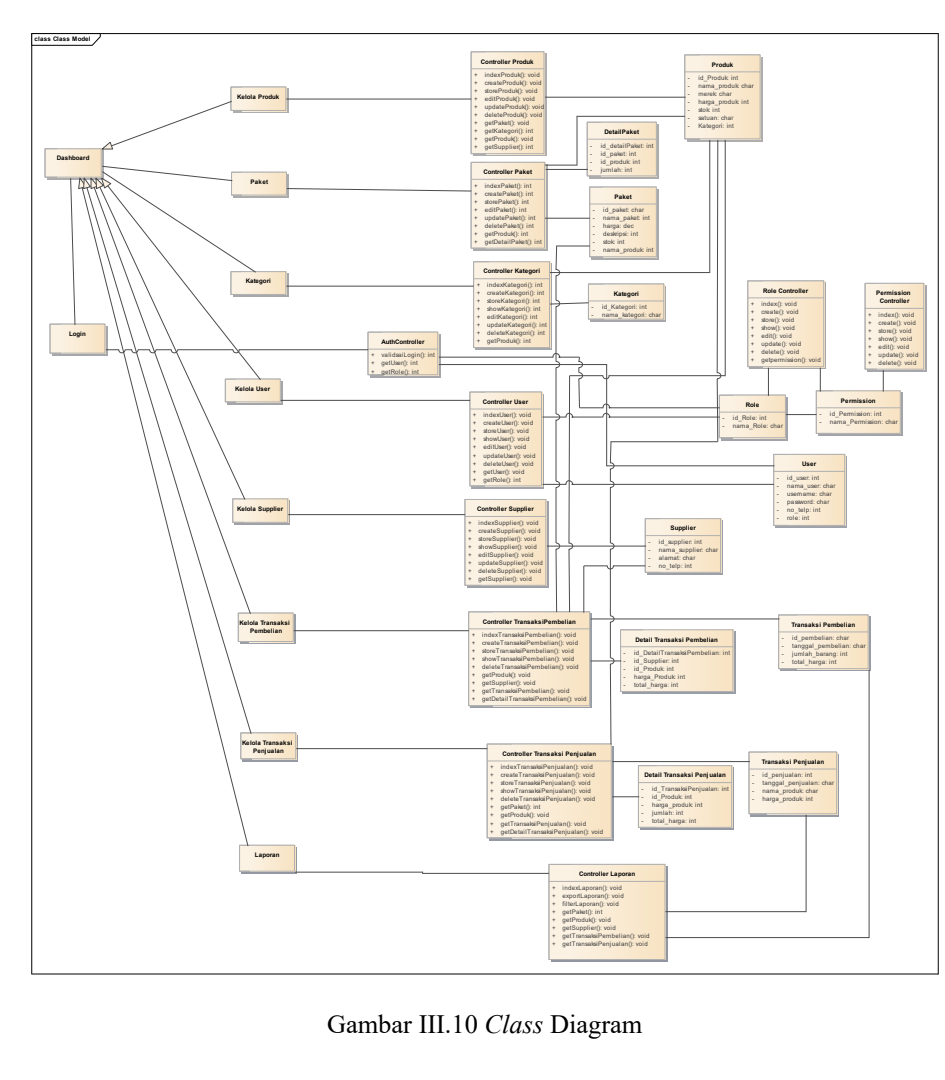 class Class Model
Dashboard
Login
Kelola Produk
Paket
Kategori
Kelola User
Kelola Supplier
Kelola Transaksi
Pembelian
Kelola Transaksi
Penjualan
Laporan
AuthController
+ validsaiLogin(): int
+ getUser(): int
+ getRole(): int
Controller Produk
+ indexProduk(): void
+ createProduk(): void
+ storeProduk(): void
+ editProduk(): void
+ updateProduk(): void
+ deleteProduk(): void
+ getPaket(): void
+ getKategori(): int
+ getProduk(): void
+ getSupplier(): int
Controller Paket
+ indexPaket(): int
+ createPaket(): int
+ storePaket(): int
+ editPaket(): int
+ updatePaket(): int
+ deletePaket(): int
+ getProduk(): int
+ getDetailPaket(): int
Controller Kategori
+ indexKategori(): int
+ createKategori(): int
+ storeKategori(): int
+ showKategori(): int
+ editKategori(): int
+ updateKategori(): int
+ deleteKategori(): int
+ getProduk(): int
Controller User
+ indexUser(): void
+ createUser(): void
+ storeUser(): void
+ showUser(): void
+ editUser(): void
+ updateUser(): void
+ deleteUser(): void
+ getUser(): void
+ getRole(): int
Controller Supplier
+ indexSupplier(): void
+ createSupplier(): void
+ storeSupplier(): void
+ showSupplier(): void
+ editSupplier(): void
+ updateSupplier(): void
+ deleteSupplier(): void
+ getSupplier(): void
Controller TransaksiPembelian
+ indexTransaksiPembelian(): void
+ createTransaksiPembelian(): void
+ storeTransaksiPembelian(): void
+ showTransaksiPembelian(): void
+ deleteTransaksiPembelian(): void
+ getProduk(): void
+ getSupplier(): void
+ getTransaksiPembelian(): void
+ getDetailTransaksiPembelian(): void
Controller Transaksi Penjualan
+ indexTransaksiPenjualan(): void
+ createTransaksiPenjualan(): void
+ storeTransaksiPenjualan(): void
+ showTransaksiPenjualan(): void
+ deleteTransaksiPenjualan(): void
+ getPaket(): int
+ getProduk(): void
+ getTransaksiPenjualan(): void
+ getDetailTransaksiPenjualan(): void
Controller Laporan
+ indexLaporan(): void
+ exportLaporan(): void
+ filterLaporan(): void
+ getPaket(): int
+ getProduk(): void
+ getSupplier(): void
+ getTransaksiPembelian(): void
+ getTransaksiPenjualan(): void
Produk
- id_Produk: int
- nama_produk: char
- merek: char
- harga_produk: int
- stok: int
- satuan: char
- Kategori: int
DetailPaket
- id_detailPaket: int
- id_paket: int
- id_produk: int
- jumlah: int
Paket
- id_paket: char
- nama_paket: int
- harga: dec
- desktipsi: int
- stok: int
- nama_produk: int
Kategori
- id_Kategori: int
- nama_kategori: char
Role Controller
+ index(): void
+ create(): void
+ store(): void
+ show(): void
+ edit(): void
+ update(): void
+ delete(): void
+ getpermission(): void
Permission
Controller
+ index(): void
+ create(): void
+ store(): void
+ show(): void
+ edit(): void
+ update(): void
+ delete(): void
Role
- id_Role: int
- nama_Role: char
Permission
- id_Permission: int
- nama_Permission: char
User
- id_user: int
- nama_user: char
- username: char
- password: char
- no_telp: int
- role: int
Supplier
- id_supplier: int
- nama_supplier: char
- alamat: char
- no_telp: int
Detail Transaksi Pembelian
- id_DetailTransaksiPembelian: int
- id_Supplier: int
- id_Produk: int
- harga_Produk: int
- total_harga: int
Transaksi Pembelian
- id_pembelian: char
- tanggal_pembelian: char
- jumlah_barang: int
- total_harga: int
Detail Transaksi Penjualan
- id_TransaksiPenjualan: int
- id_Produk: int
- harga_produk: int
- jumlah: int
- total_harga: int
Transaksi Penjualan
- id_penjualan: int
- tanggal_penjualan: char
- nama_produk: char
- harga_produk: int
Gambar III.10 Class Diagram